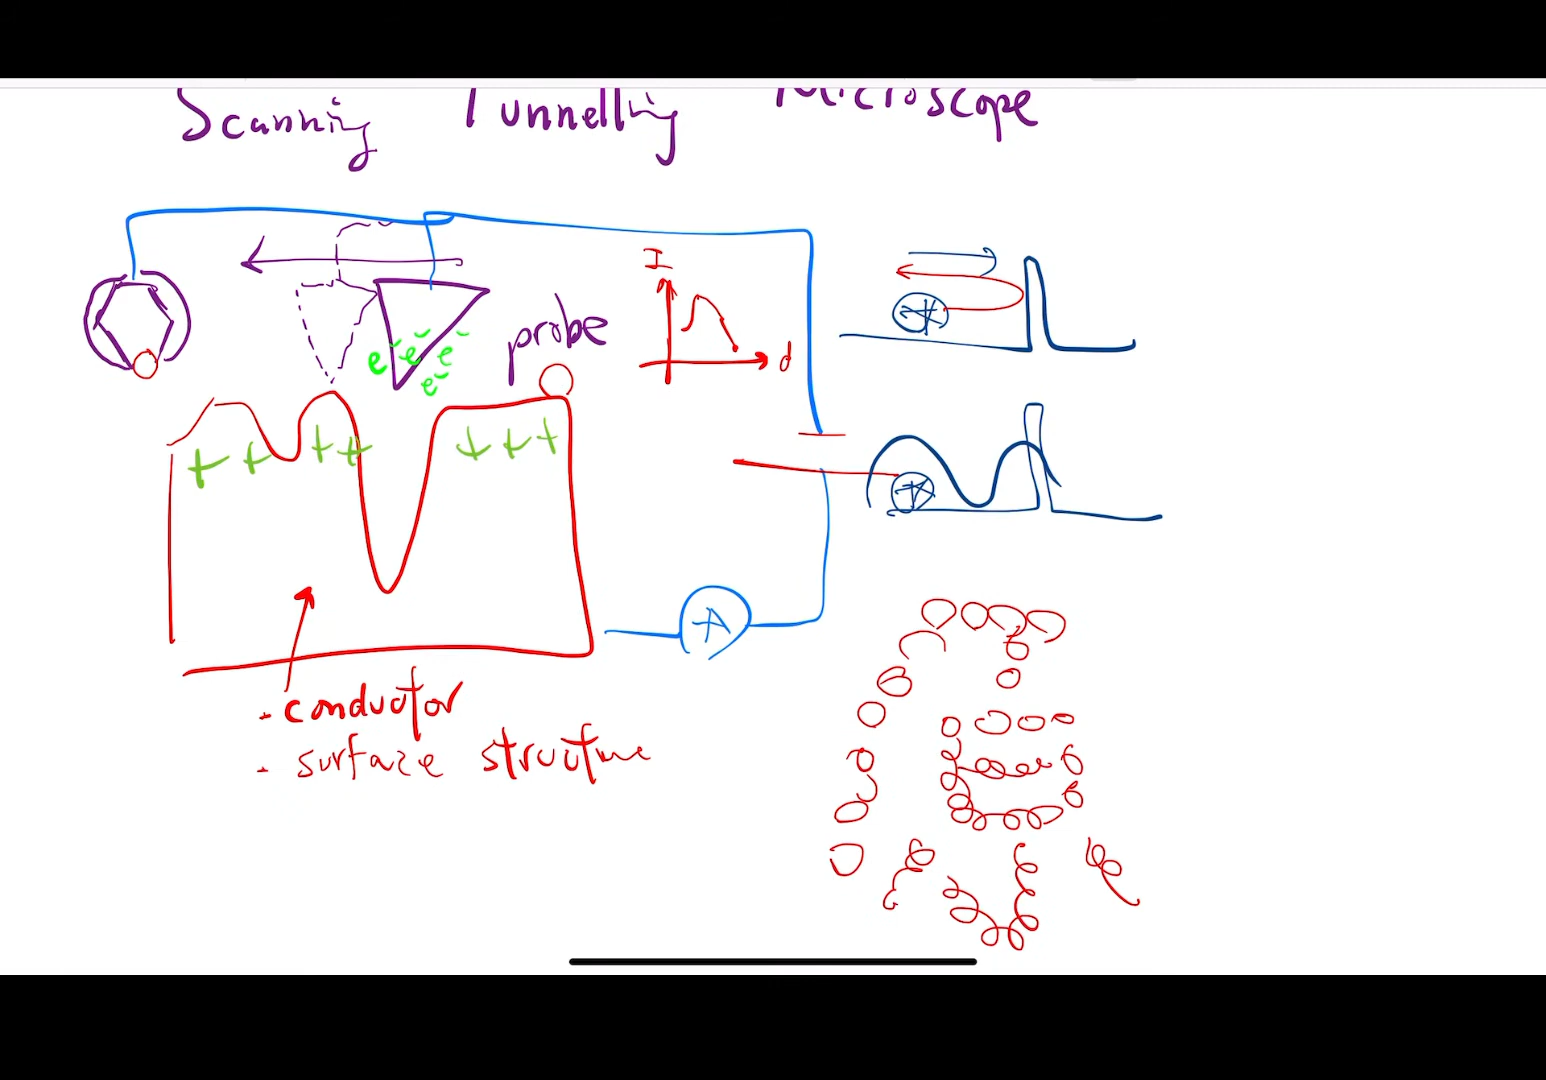 Scanning Tunnelling Microscope
I
probe
e⁻ e⁻ e⁻
e⁻
d
+ + + + + + +
A
. conductor
. surface structure